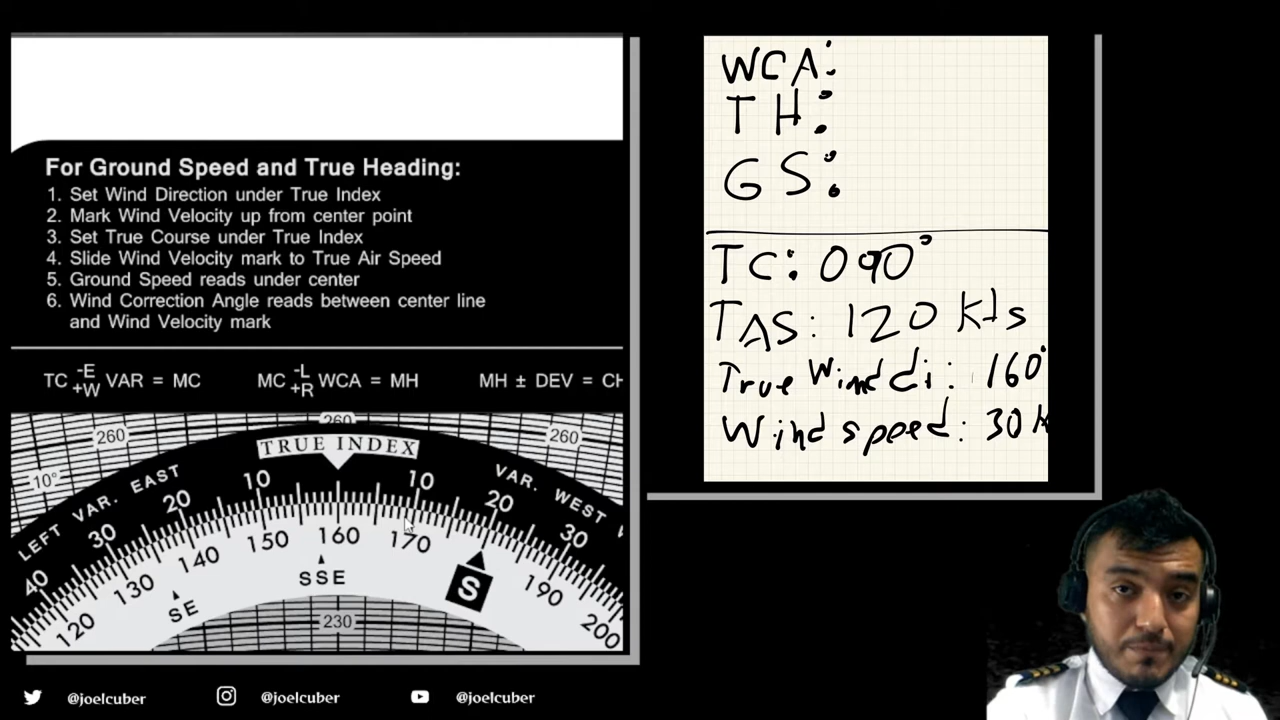 WCA:
TH:
GS:
TC: 090°
TAS: 120 Kts
True Wind di: 160°
Wind speed: 30 k
For Ground Speed and True Heading:
1. Set Wind Direction under True Index
2. Mark Wind Velocity up from center point
3. Set True Course under True Index
4. Slide Wind Velocity mark to True Air Speed
5. Ground Speed reads under center
6. Wind Correction Angle reads between center line
and Wind Velocity mark
TC -E +W VAR = MC MC -L +R WCA = MH MH ± DEV = CH
260 260 260
10°
TRUE INDEX
LEFT VAR. EAST VAR. WEST
40 30 20 10 10 20 30
120 130 140 150 160 170 S 190 200
SE SSE
230
@joelcuber @joelcuber @joelcuber